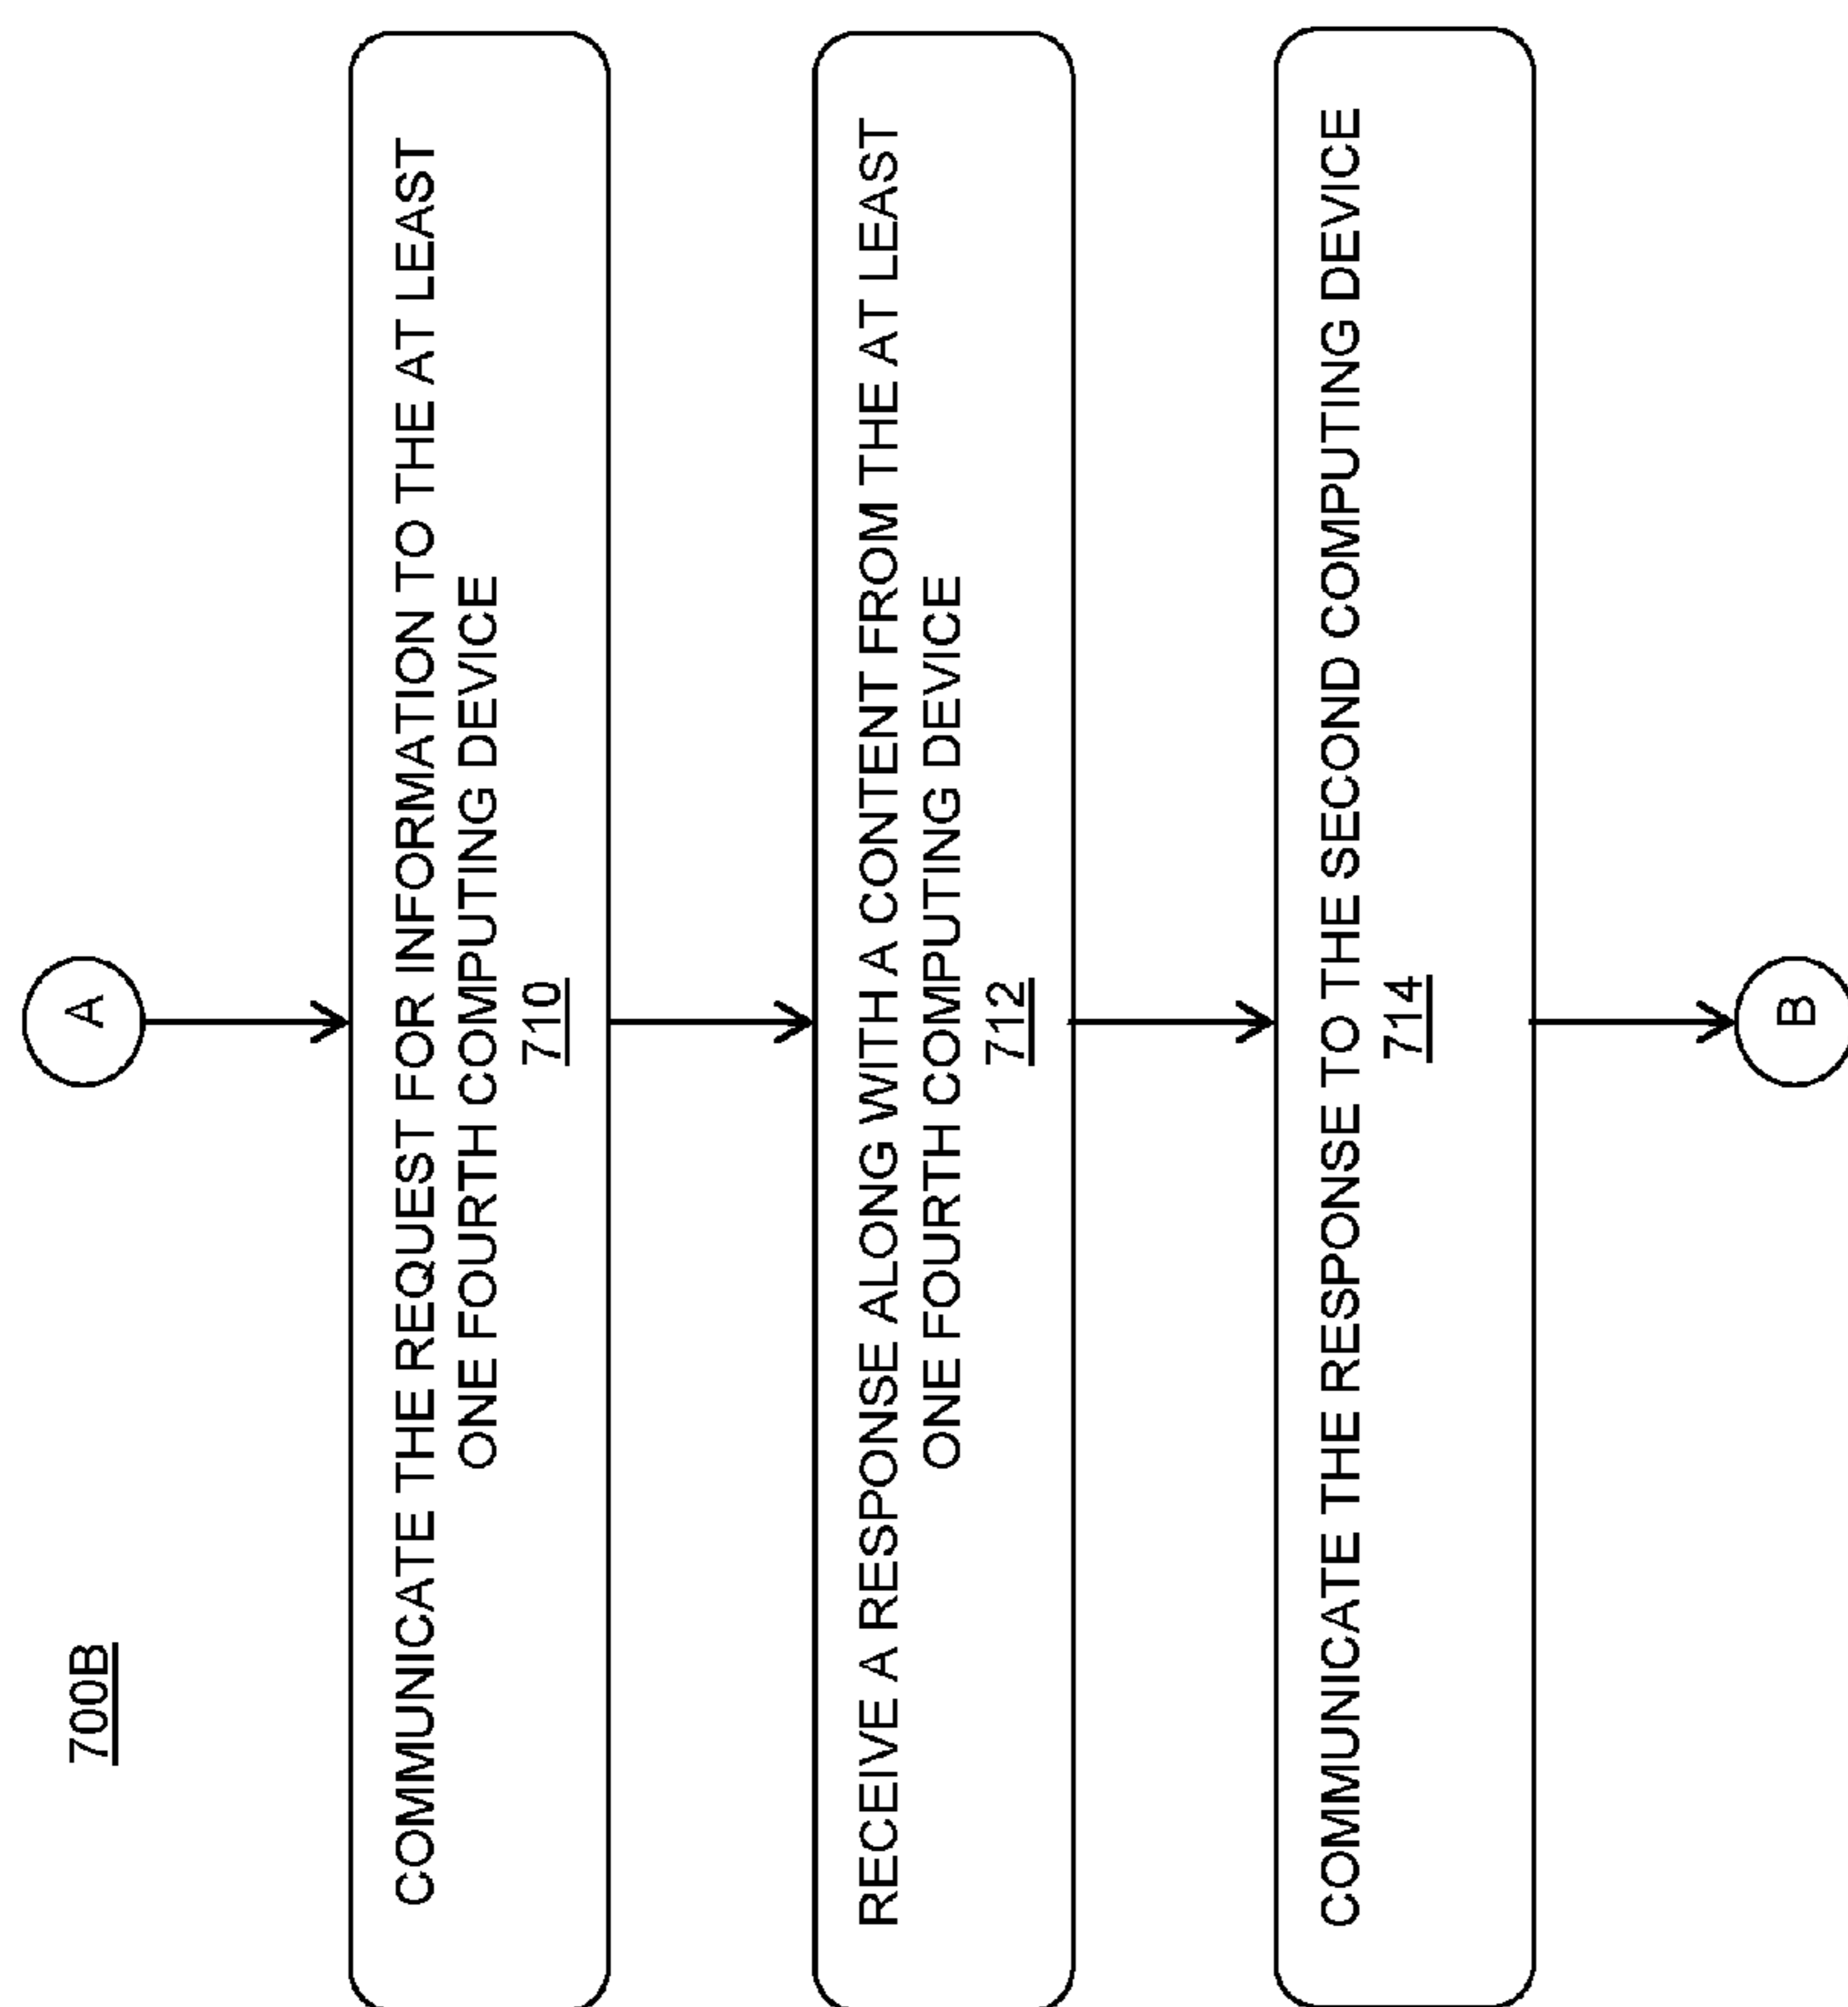 700B
A
COMMUNICATE THE REQUEST FOR INFORMATION TO THE AT LEAST
ONE FOURTH COMPUTING DEVICE
710
RECEIVE A RESPONSE ALONG WITH A CONTENT FROM THE AT LEAST
ONE FOURTH COMPUTING DEVICE
712
COMMUNICATE THE RESPONSE TO THE SECOND COMPUTING DEVICE
714
B